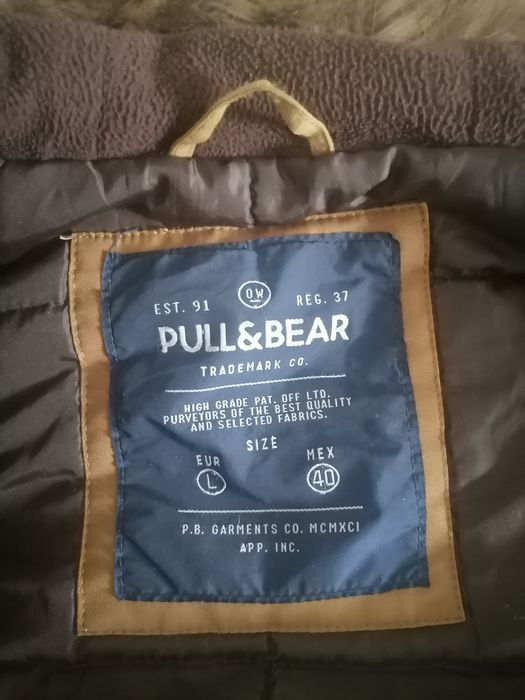 OW
EST. 91 REG. 37
PULL&BEAR
TRADEMARK CO.
HIGH GRADE PAT. OFF LTD.
PURVEYORS OF THE BEST QUALITY
AND SELECTED FABRICS.
SIZE
EUR MEX
L 40
P.B. GARMENTS CO. MCMXCI
APP. INC.